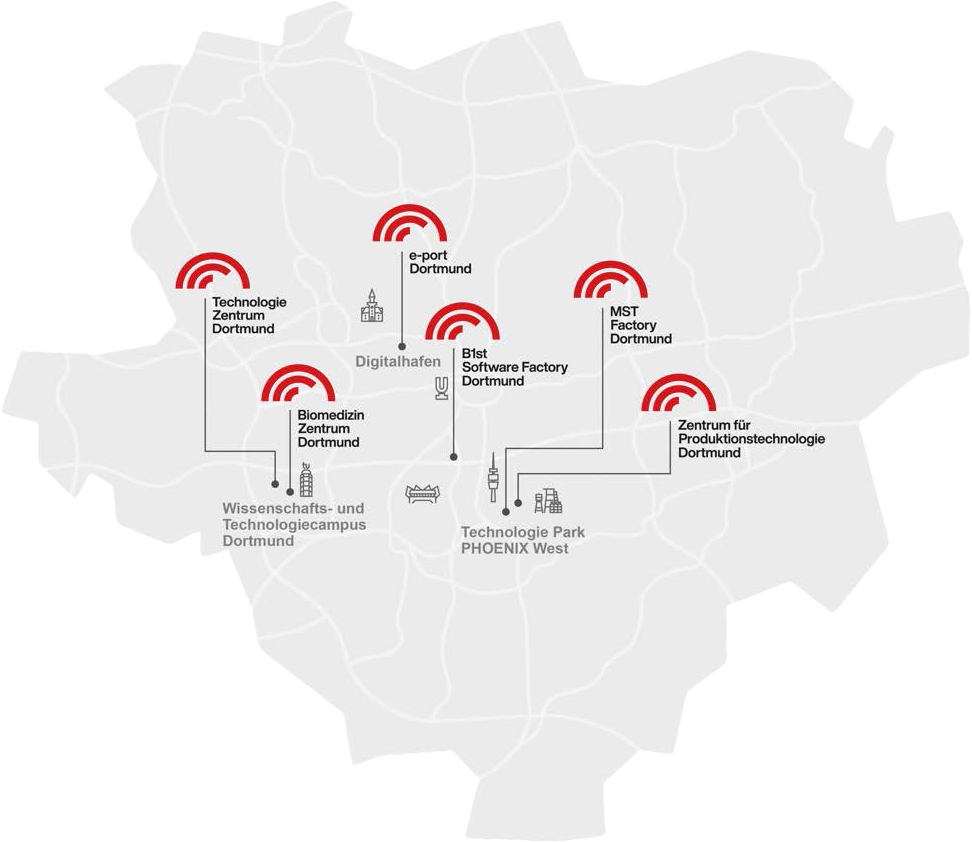 e-port
Dortmund
Technologie
Zentrum
Dortmund
MST
Factory
Dortmund
Digitalhafen
B1st
Software Factory
Dortmund
Biomedizin
Zentrum
Dortmund
Zentrum für
Produktionstechnologie
Dortmund
Wissenschafts- und
Technologiecampus
Dortmund
Technologie Park
PHOENIX West